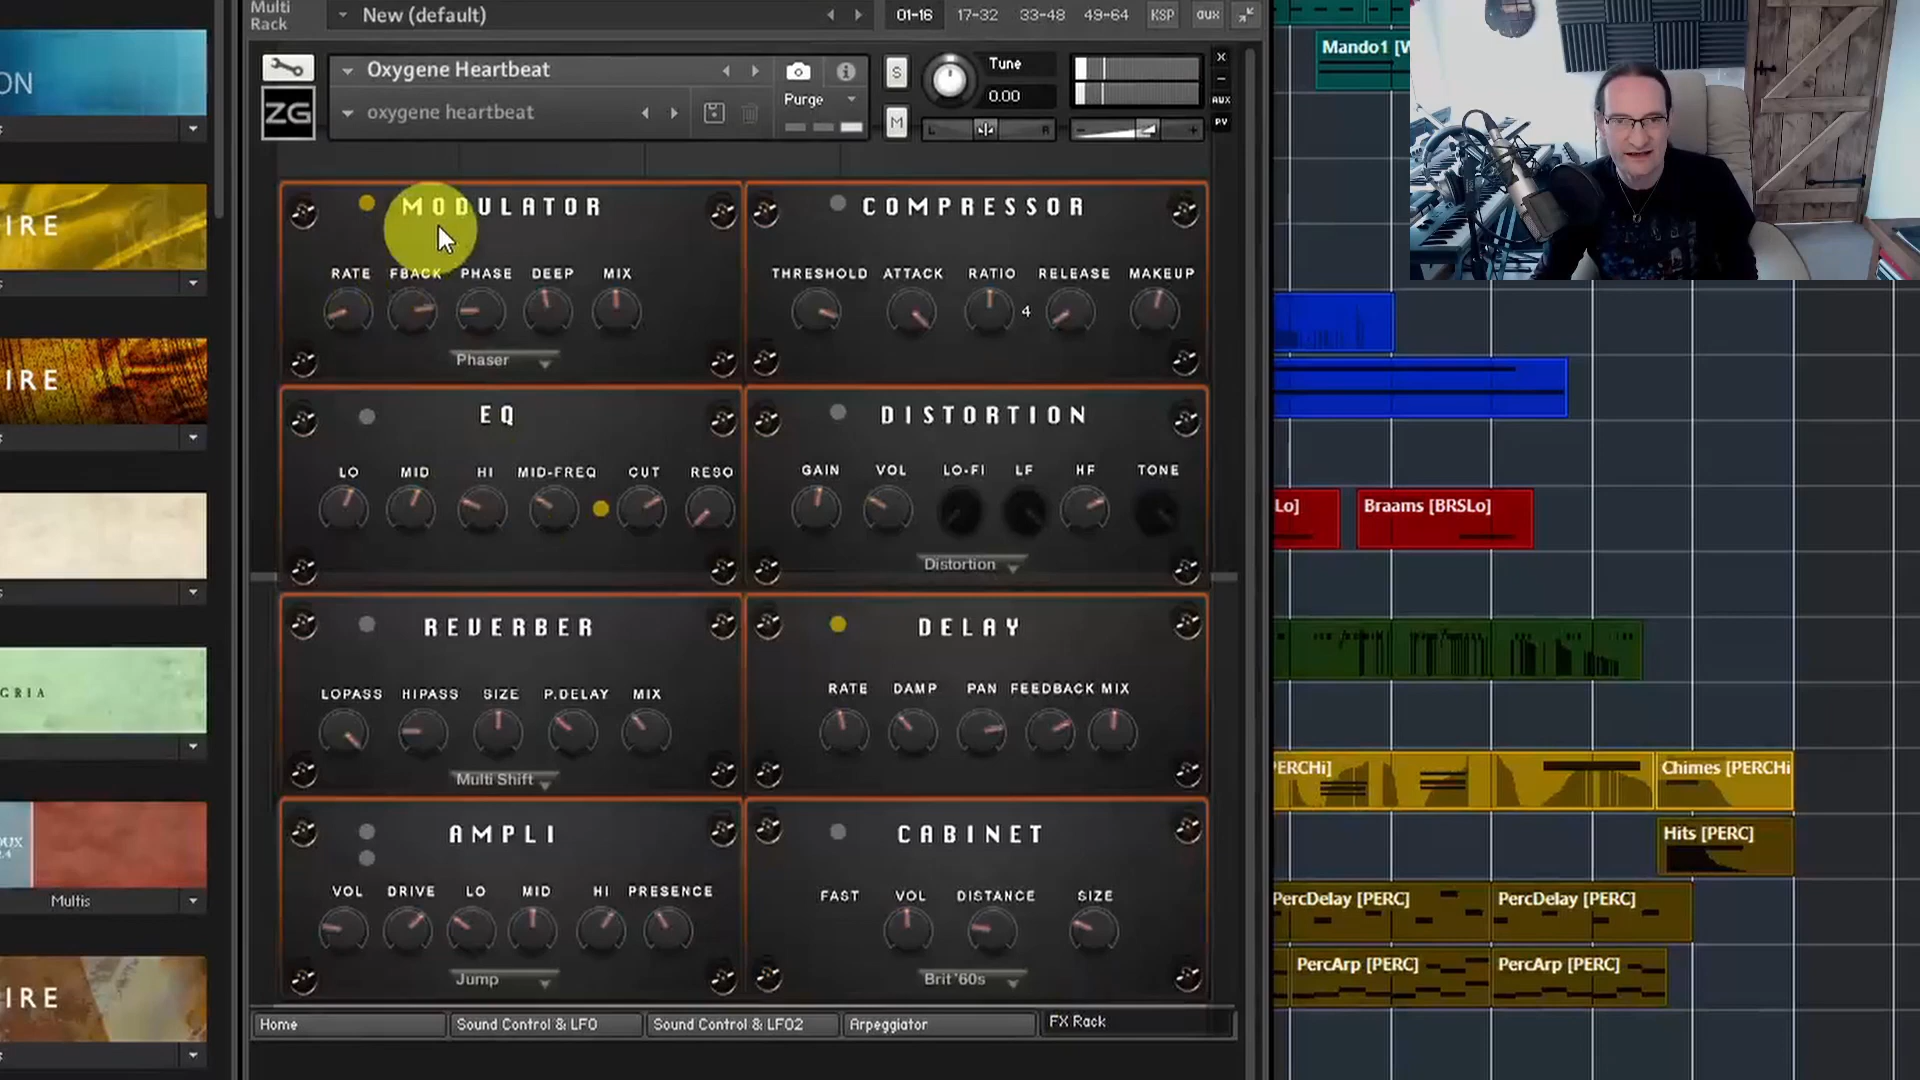 Multi
Rack
New (default)
01-16
17-32
33-48
49-64
KSP
aux
Oxygene Heartbeat
oxygene heartbeat
ZG
Purge
S
M
Tune
0.00
L
R
AUX
PV
MODULATOR
RATE FBACK PHASE DEEP MIX
Phaser
COMPRESSOR
THRESHOLD ATTACK RATIO RELEASE MAKEUP
4
EQ
LO MID HI MID-FREQ CUT RESO
DISTORTION
GAIN VOL LO-FI LF HF TONE
Distortion
REVERBER
LOPASS HIPASS SIZE P.DELAY MIX
Multi Shift
DELAY
RATE DAMP PAN FEEDBACK MIX
AMPLI
VOL DRIVE LO MID HI PRESENCE
Jump
CABINET
FAST VOL DISTANCE SIZE
Brit '60s
Home
Sound Control & LFO
Sound Control & LFO2
Arpeggiator
FX Rack
ON
IRE
IRE
GRIA
OUX
2.4
Multis
IRE
Mando1 [W
Lo]
Braams [BRSLo]
PERCHi]
Chimes [PERCHi
Hits [PERC]
PercDelay [PERC]
PercDelay [PERC]
PercArp [PERC]
PercArp [PERC]